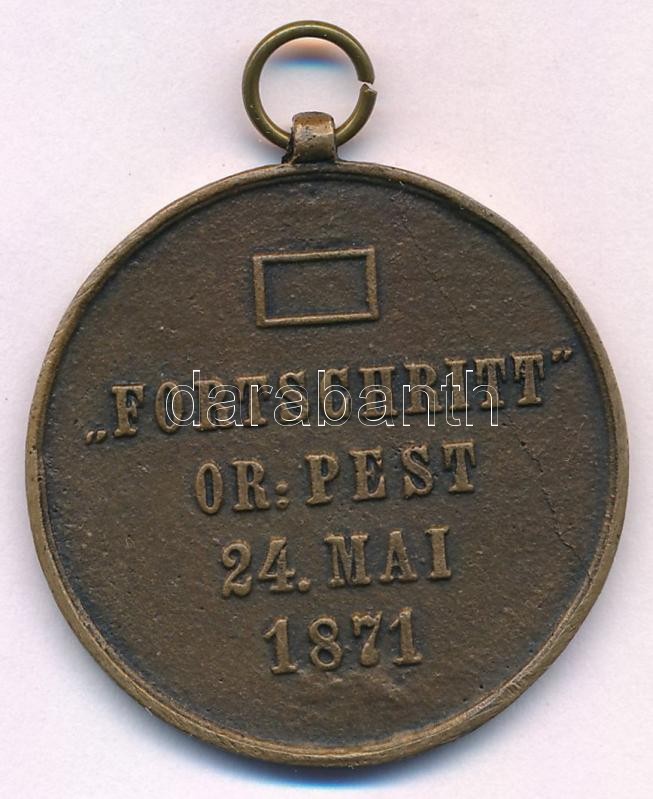 „FORTSCHRITT”
darabanth
OR: PEST
24. MAI
1871